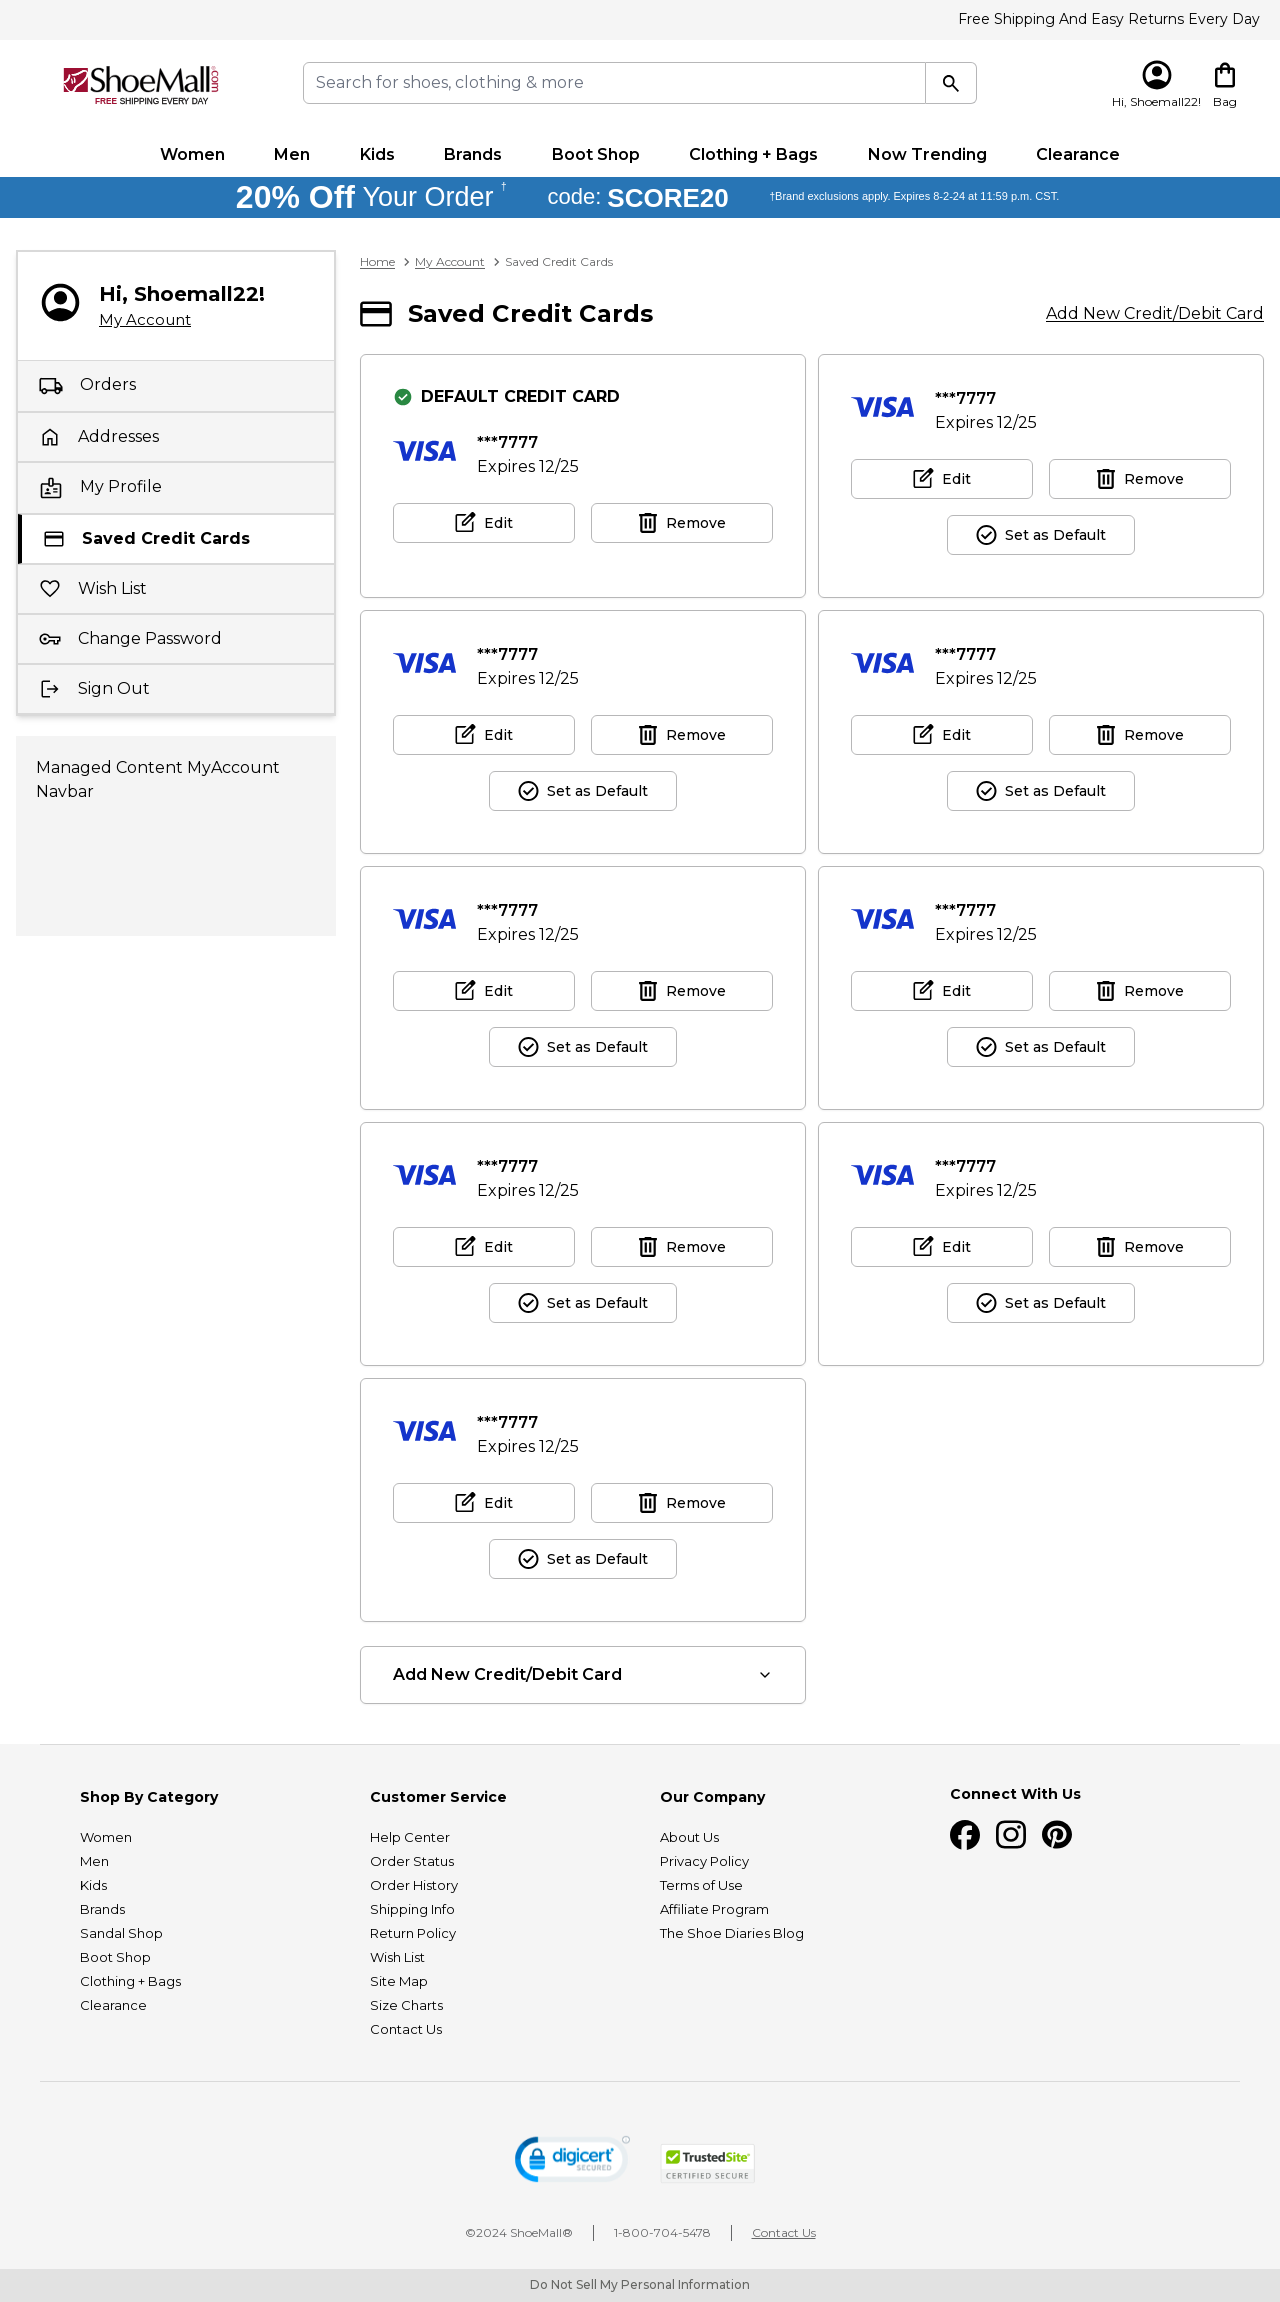 Free Shipping And Easy Returns Every Day
ShoeMall®.com
FREE SHIPPING EVERY DAY
Search for shoes, clothing & more
Hi, Shoemall22!
Bag
Women Men Kids Brands Boot Shop Clothing + Bags Now Trending Clearance
20% Off Your Order † code: SCORE20 †Brand exclusions apply. Expires 8-2-24 at 11:59 p.m. CST.
Hi, Shoemall22!
My Account
Orders
Addresses
My Profile
Saved Credit Cards
Wish List
Change Password
Sign Out
Managed Content MyAccount
Navbar
Home > My Account > Saved Credit Cards
Saved Credit Cards
Add New Credit/Debit Card
DEFAULT CREDIT CARD
VISA
***7777
Expires 12/25
Edit
Remove
VISA
***7777
Expires 12/25
Edit
Remove
Set as Default
VISA
***7777
Expires 12/25
Edit
Remove
Set as Default
VISA
***7777
Expires 12/25
Edit
Remove
Set as Default
VISA
***7777
Expires 12/25
Edit
Remove
Set as Default
VISA
***7777
Expires 12/25
Edit
Remove
Set as Default
VISA
***7777
Expires 12/25
Edit
Remove
Set as Default
VISA
***7777
Expires 12/25
Edit
Remove
Set as Default
VISA
***7777
Expires 12/25
Edit
Remove
Set as Default
Add New Credit/Debit Card
Shop By Category
Women
Men
Kids
Brands
Sandal Shop
Boot Shop
Clothing + Bags
Clearance
Customer Service
Help Center
Order Status
Order History
Shipping Info
Return Policy
Wish List
Site Map
Size Charts
Contact Us
Our Company
About Us
Privacy Policy
Terms of Use
Affiliate Program
The Shoe Diaries Blog
Connect With Us
digicert
SECURED
TrustedSite
CERTIFIED SECURE
©2024 ShoeMall® | 1-800-704-5478 | Contact Us
Do Not Sell My Personal Information